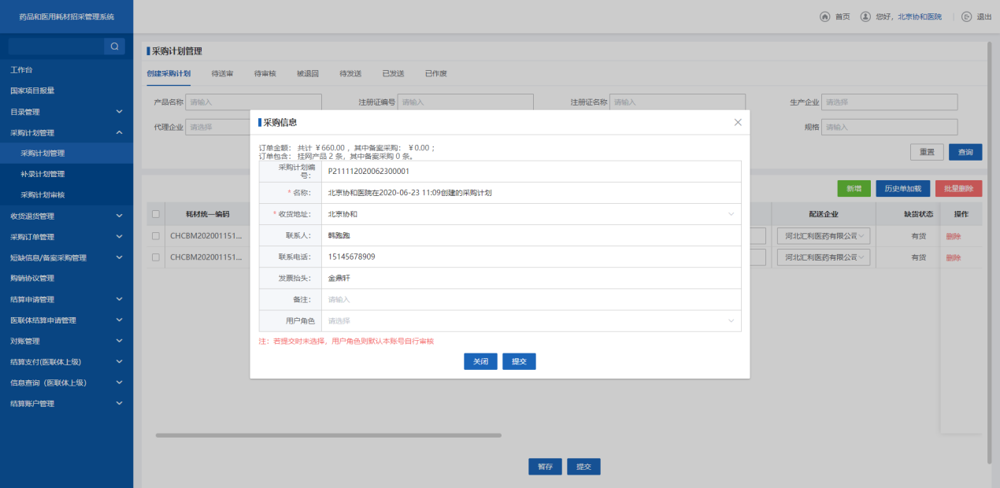 药品和医用耗材招采管理系统
首页
您好，北京协和医院
退出
工作台
国家项目报量
目录管理
采购计划管理
采购计划管理
补录计划管理
采购计划审核
收货退货管理
采购订单管理
短缺信息/备案采购管理
购销协议管理
结算申请管理
医联体结算申请管理
对账管理
结算支付(医联体上级)
信息查询（医联体上级）
结算账户管理
采购计划管理
创建采购计划 待送审 待审核 被退回 待发送 已发送 已作废
产品名称 请输入 注册证编号 请输入 注册证名称 请输入 生产企业 请选择
代理企业 请选择 规格 请输入
重置 查询
新增 历史单加载 批量删除
耗材统一编码 配送企业 缺货状态 操作
CHCBM202001151... 河北汇利医药有限公司 有货 删除
CHCBM202001151... 河北汇利医药有限公司 有货 删除
采购信息
订单金额： 共计 ¥660.00 ，其中备案采购： ¥0.00；
订单包含： 挂网产品 2 条，其中备案采购 0 条。
采购计划编号： P211112020062300001
* 名称： 北京协和医院在2020-06-23 11:09创建的采购计划
* 收货地址： 北京协和
联系人： 韩跑跑
联系电话： 15145678909
发票抬头： 金鼎轩
备注： 请输入
用户角色 请选择
注：若提交时未选择，用户角色则默认本账号自行审核
关闭 提交
暂存 提交